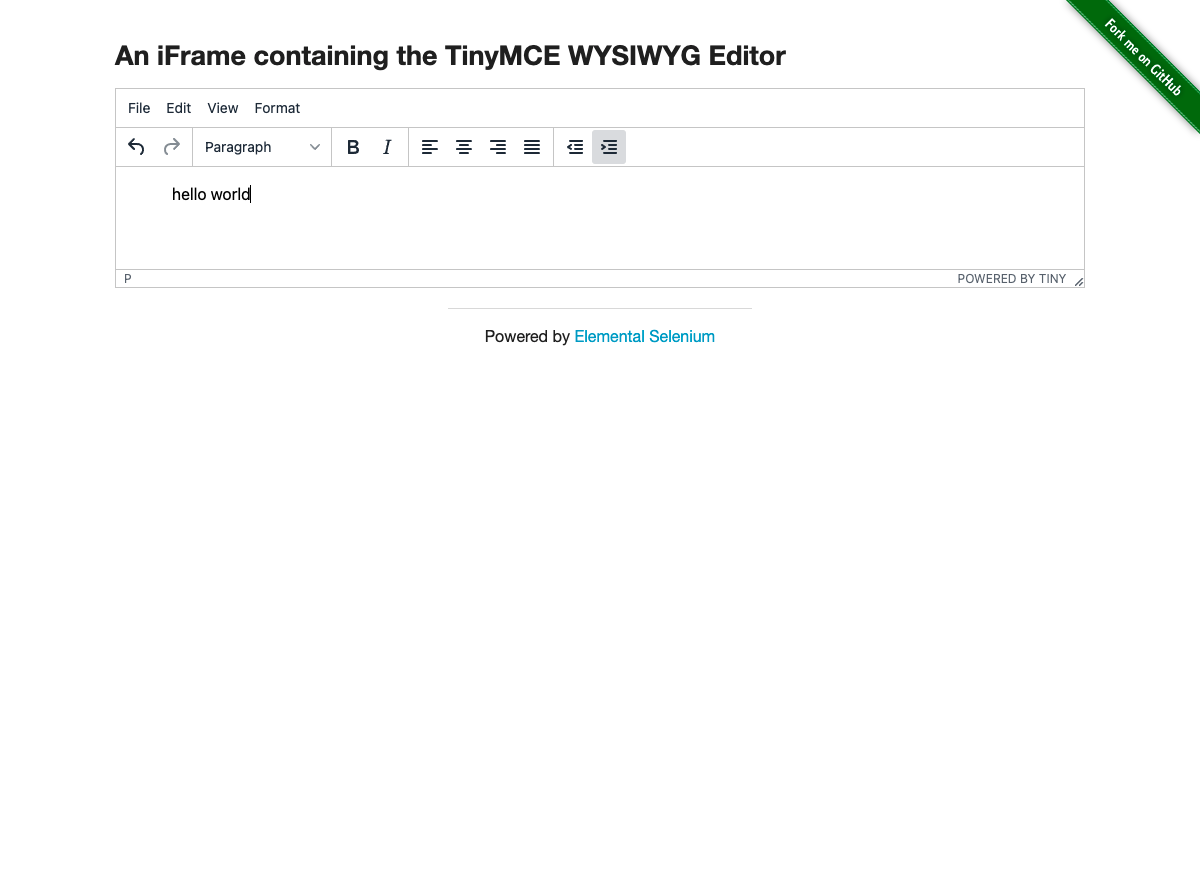 Fork me on GitHub
An iFrame containing the TinyMCE WYSIWYG Editor
File Edit View Format
Paragraph B I
hello world
P POWERED BY TINY
Powered by Elemental Selenium